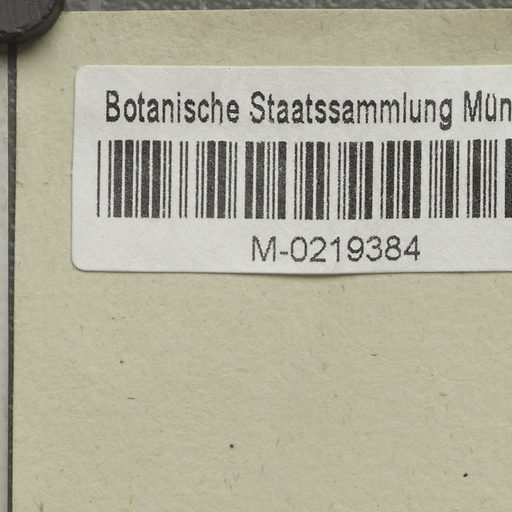 Botanische Staatssammlung Mün
M-0219384